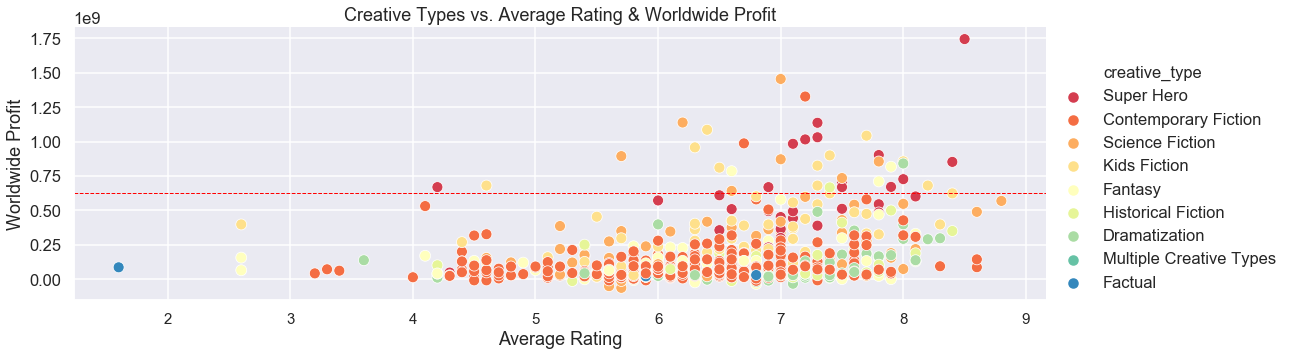 Creative Types vs. Average Rating & Worldwide Profit
1e9
1.75
1.50
1.25
1.00
0.75
0.50
0.25
0.00
Worldwide Profit
2 3 4 5 6 7 8 9
Average Rating
creative_type
Super Hero
Contemporary Fiction
Science Fiction
Kids Fiction
Fantasy
Historical Fiction
Dramatization
Multiple Creative Types
Factual